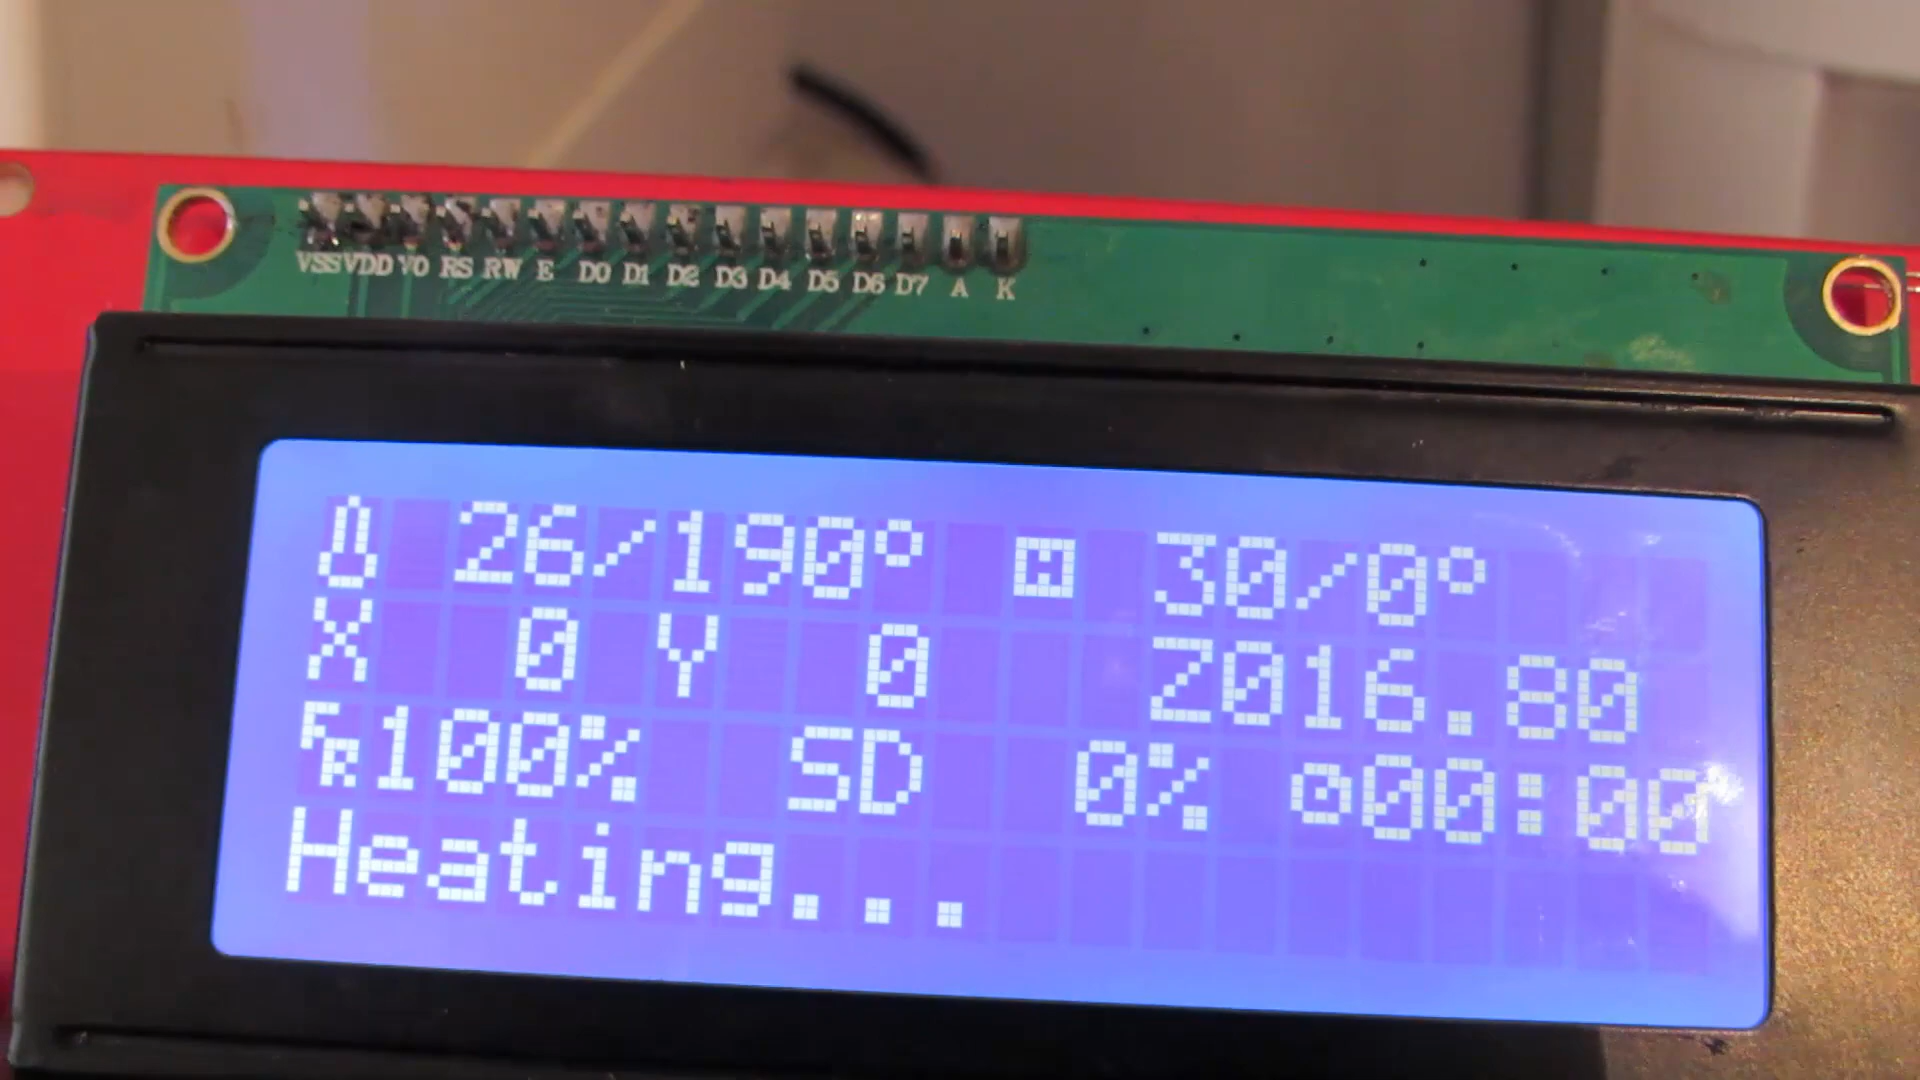 VSS VDD V0 RS RW E D0 D1 D2 D3 D4 D5 D6 D7 A K
26/190° 30/0°
X 0 Y 0 Z016.80
FR100% SD 0% 00:00
Heating...